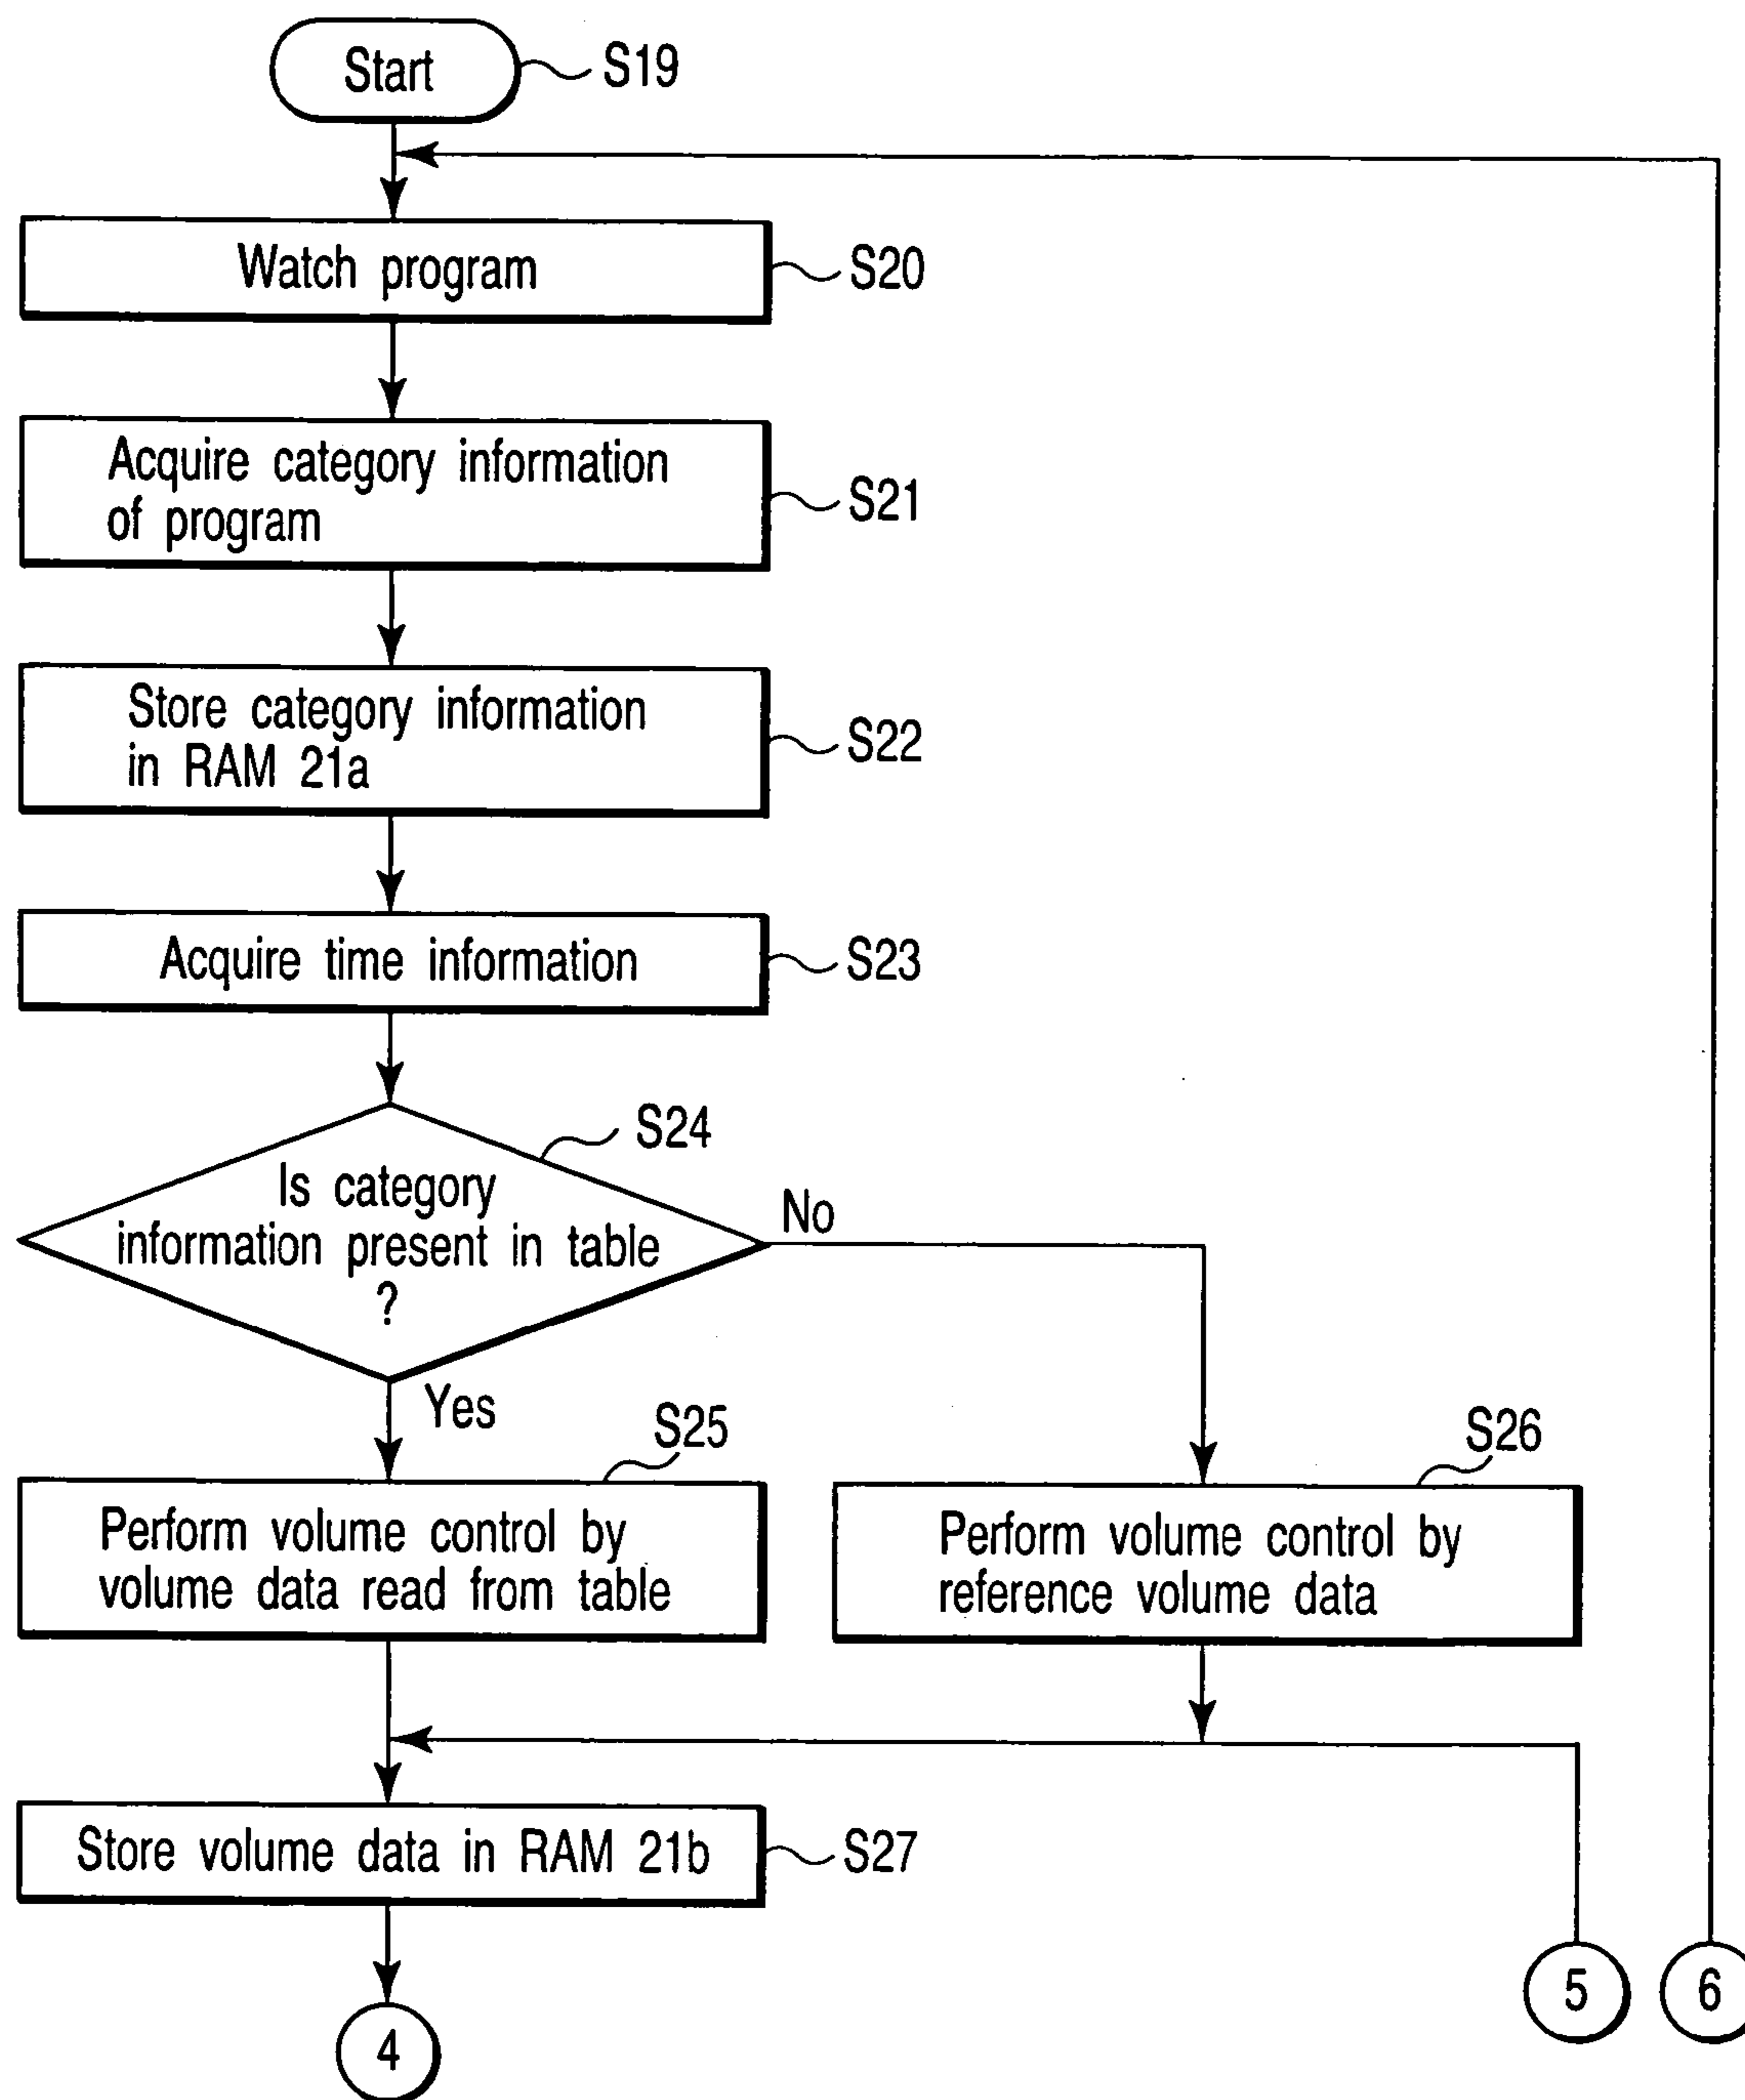 Start
S19
Watch program
S20
Acquire category information
of program
S21
Store category information
in RAM 21a
S22
Acquire time information
S23
S24
Is category
information present in table
?
No
Yes
S25
Perform volume control by
volume data read from table
S26
Perform volume control by
reference volume data
Store volume data in RAM 21b
S27
5
6
4